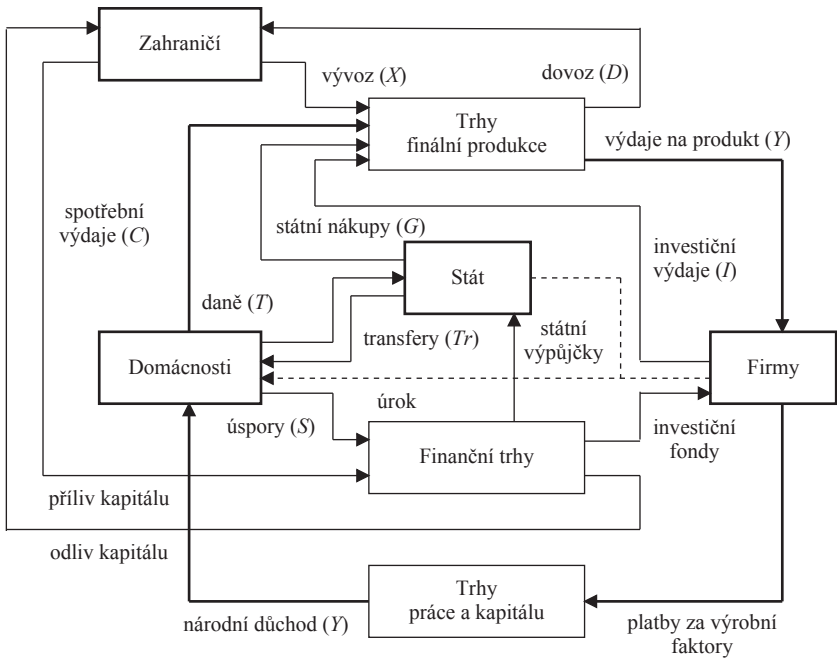 Zahraničí
vývoz (X)
dovoz (D)
Trhy
finální produkce
výdaje na produkt (Y)
spotřební
výdaje (C)
státní nákupy (G)
investiční
výdaje (I)
Stát
daně (T)
transfery (Tr)
státní
výpůjčky
Domácnosti
Firmy
úrok
úspory (S)
Finanční trhy
investiční
fondy
příliv kapitálu
odliv kapitálu
Trhy
práce a kapitálu
národní důchod (Y)
platby za výrobní
faktory